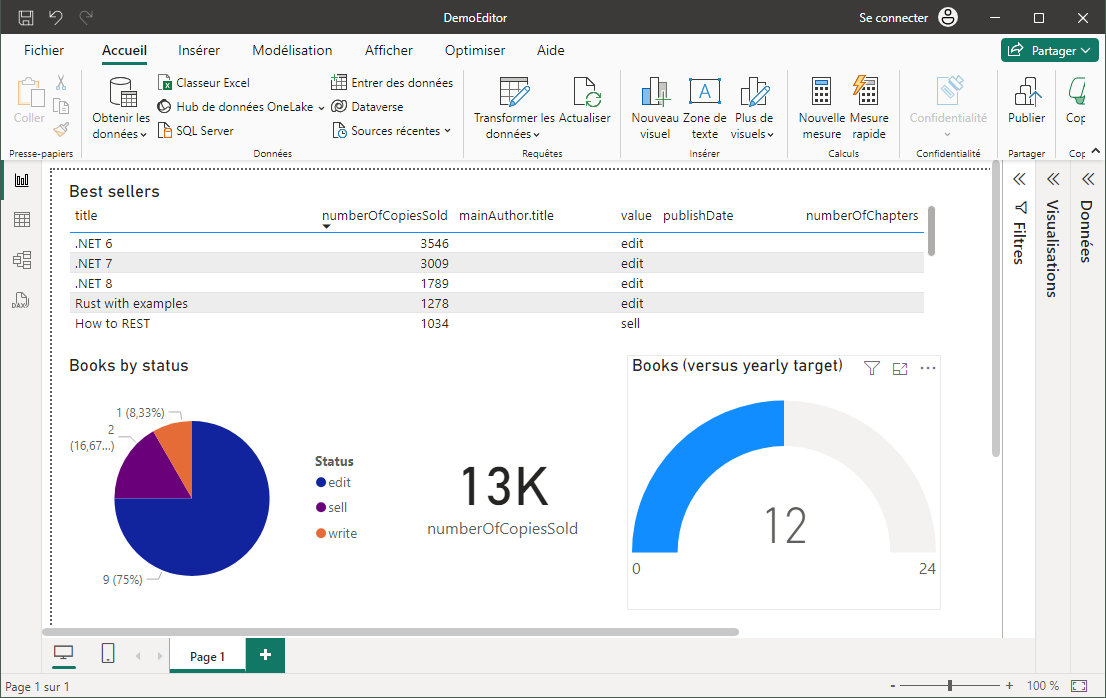 DemoEditor
Se connecter
Fichier Accueil Insérer Modélisation Afficher Optimiser Aide
Partager
Coller
Obtenir les données
Classeur Excel
Hub de données OneLake
SQL Server
Entrer des données
Dataverse
Sources récentes
Transformer les données
Actualiser
Nouveau visuel
Zone de texte
Plus de visuels
Nouvelle mesure
Mesure rapide
Confidentialité
Publier
Cop
Presse-papiers Données Requêtes Insérer Calculs Confidentialité Partager Cop
DAX
Best sellers
title numberOfCopiesSold mainAuthor.title value publishDate numberOfChapters
.NET 6 3546 edit
.NET 7 3009 edit
.NET 8 1789 edit
Rust with examples 1278 edit
How to REST 1034 sell
Filtres
Visualisations
Données
Books by status
1 (8,33%)
2
(16,67...)
9 (75%)
Status
edit
sell
write
13K
numberOfCopiesSold
Books (versus yearly target)
12
0 24
Page 1
+
Page 1 sur 1
- + 100 %